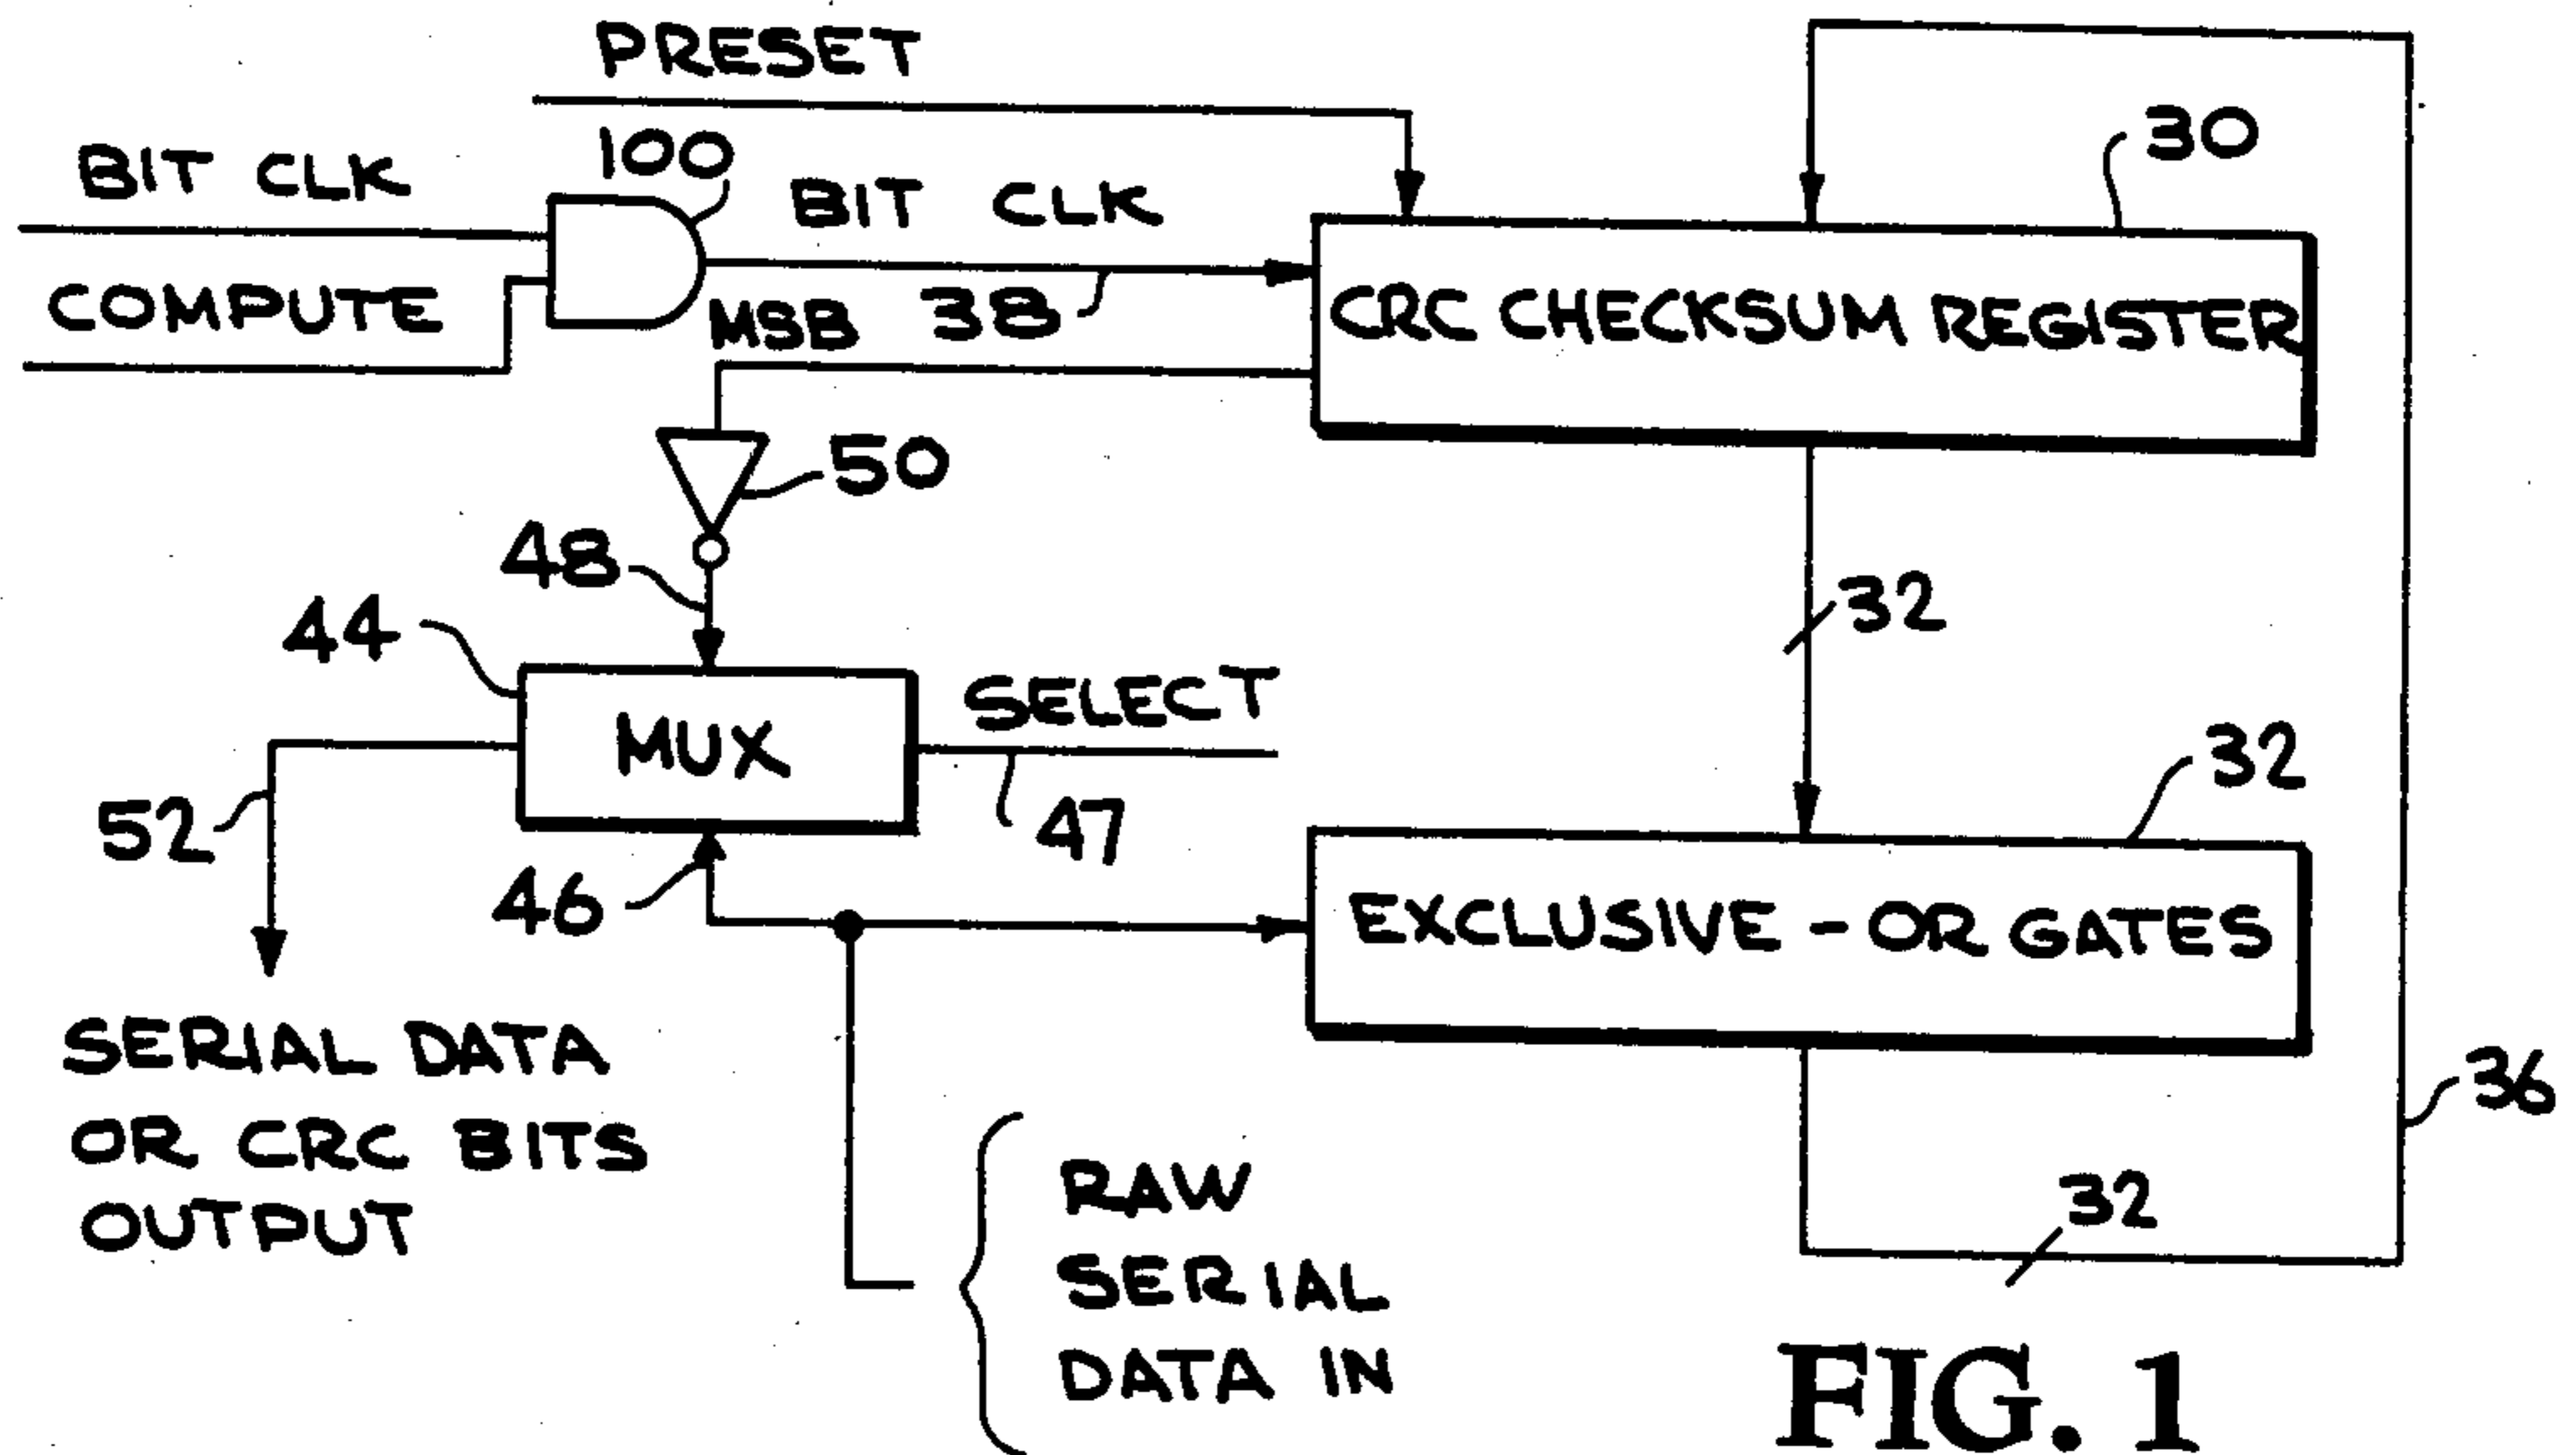 PRESET
BIT CLK
100
BIT CLK
30
COMPUTE
MSB
38
CRC CHECKSUM REGISTER
50
48
32
44
MUX
SELECT
47
52
46
32
EXCLUSIVE - OR GATES
SERIAL DATA
OR CRC BITS
OUTPUT
RAW
SERIAL
DATA IN
36
32
FIG. 1